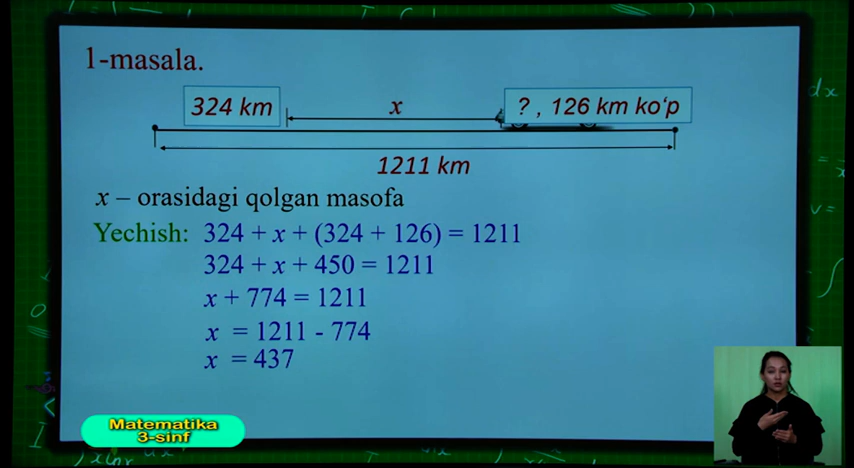 1-masala.
324 km
x
? , 126 km ko‘p
1211 km
x – orasidagi qolgan masofa
Yechish: 324 + x + (324 + 126) = 1211
324 + x + 450 = 1211
x + 774 = 1211
x = 1211 - 774
x = 437
Matematika
3-sinf
dx